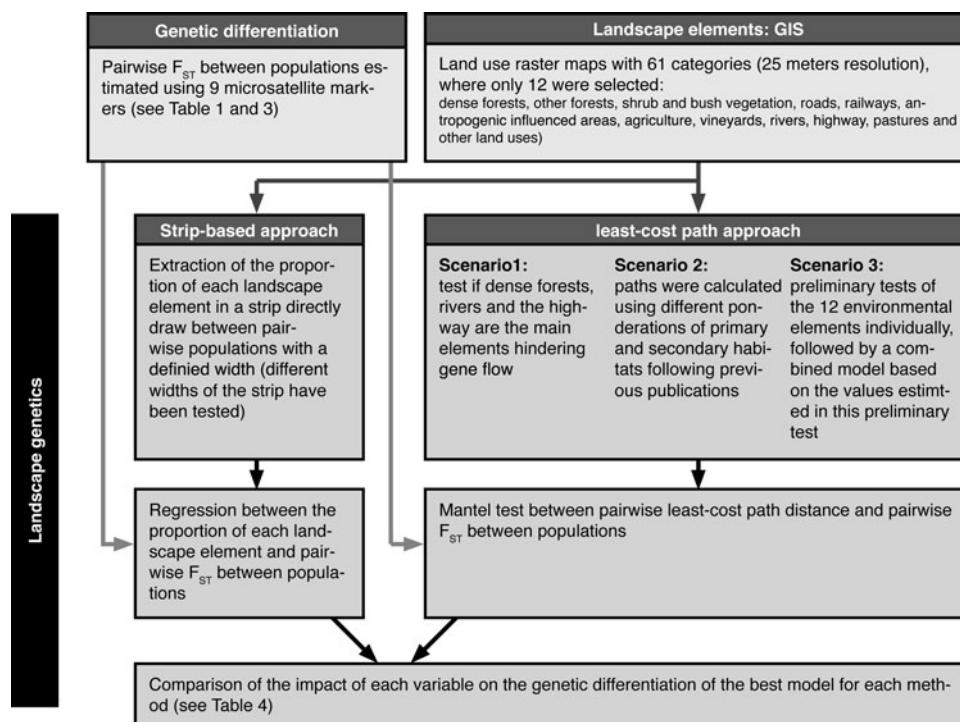 Genetic differentiation
Pairwise FST between populations es-
timated using 9 microsatellite mark-
ers (see Table 1 and 3)
Landscape elements: GIS
Land use raster maps with 61 categories (25 meters resolution),
where only 12 were selected:
dense forests, other forests, shrub and bush vegetation, roads, railways, an-
tropogenic influenced areas, agriculture, vineyards, rivers, highway, pastures and
other land uses)
Landscape genetics
Strip-based approach
Extraction of the propor-
tion of each landscape
element in a strip directly
draw between pair-
wise populations with a
definied width (different
widths of the strip have
been tested)
least-cost path approach
Scenario1:
test if dense forests,
rivers and the high-
way are the main
elements hindering
gene flow
Scenario 2:
paths were calculated
using different pon-
derations of primary
and secondary habi-
tats following previ-
ous publications
Scenario 3:
preliminary tests of
the 12 environmental
elements individually,
followed by a com-
bined model based
on the values estimt-
ed in this preliminary
test
Regression between the
proportion of each land-
scape element and pair-
wise FST between popula-
tions
Mantel test between pairwise least-cost path distance and pairwise
FST between populations
Comparison of the impact of each variable on the genetic differentiation of the best model for each meth-
od (see Table 4)